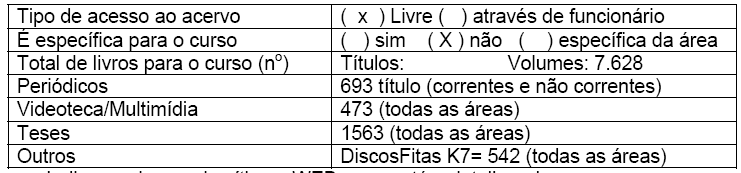 Tipo de acesso ao acervo ( x ) Livre ( ) através de funcionário
É específica para o curso ( ) sim ( X ) não ( ) específica da área
Total de livros para o curso (nº) Títulos: Volumes: 7.628
Periódicos 693 título (correntes e não correntes)
Videoteca/Multimídia 473 (todas as áreas)
Teses 1563 (todas as áreas)
Outros DiscosFitas K7= 542 (todas as áreas)